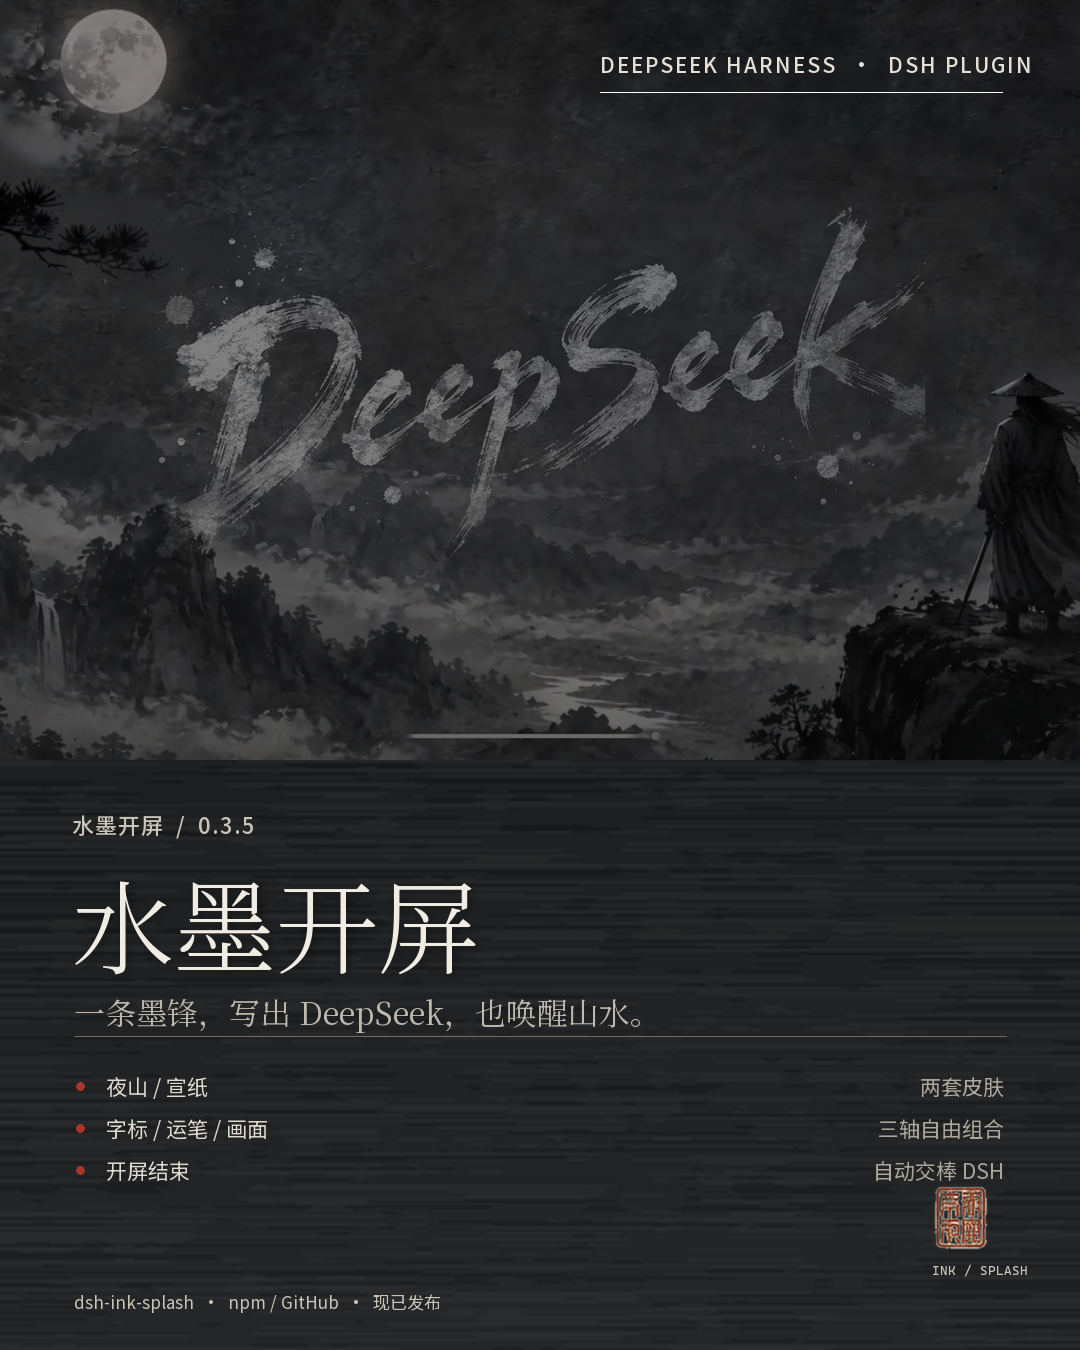 DEEPSEEK HARNESS • DSH PLUGIN
DeepSeek
水墨开屏 / 0.3.5
水墨开屏
一条墨锋，写出 DeepSeek，也唤醒山水。
夜山 / 宣纸 两套皮肤
字标 / 运笔 / 画面 三轴自由组合
开屏结束 自动交棒 DSH
INK / SPLASH
dsh-ink-splash • npm / GitHub • 现已发布